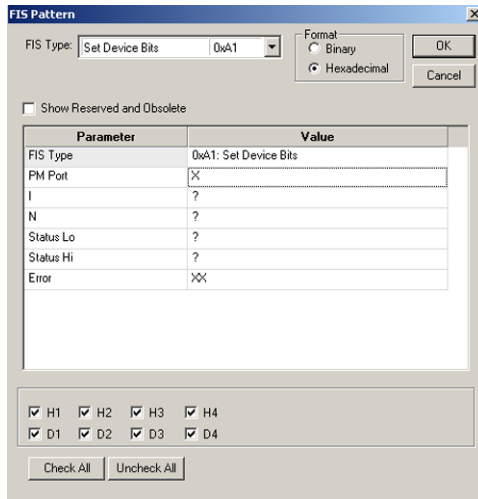 FIS Pattern
FIS Type: Set Device Bits 0xA1
Format
Binary
Hexadecimal
OK
Cancel
Show Reserved and Obsolete
Parameter Value
FIS Type 0xA1: Set Device Bits
PM Port X
I ?
N ?
Status Lo ?
Status Hi ?
Error XX
H1 H2 H3 H4
D1 D2 D3 D4
Check All Uncheck All